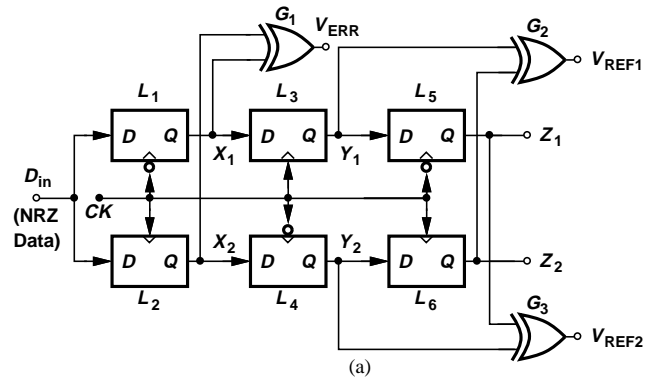 G1
VERR
G2
VREF1
L1
L3
L5
D Q
X1
D Q
Y1
D Q
Z1
Din
(NRZ
Data)
CK
D Q
X2
D Q
Y2
D Q
Z2
L2
L4
L6
G3
VREF2
(a)